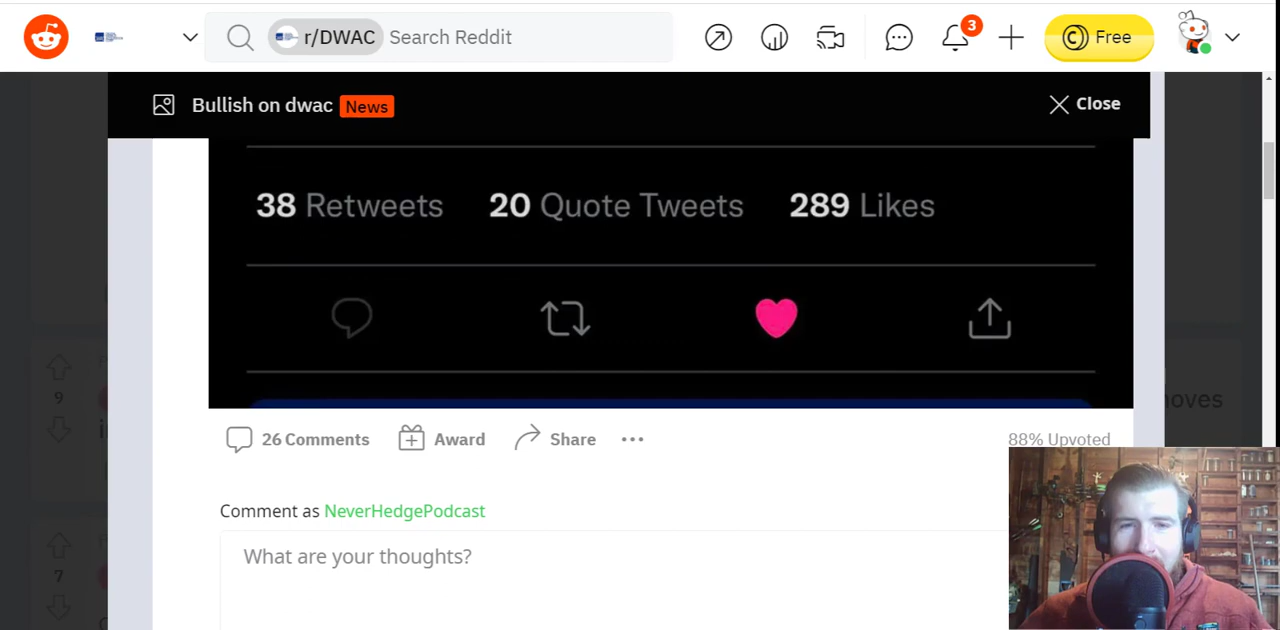 r/DWAC Search Reddit 3 Free
Bullish on dwac News Close
38 Retweets 20 Quote Tweets 289 Likes
9
oves
26 Comments Award Share 88% Upvoted
Comment as NeverHedgePodcast
What are your thoughts?
7